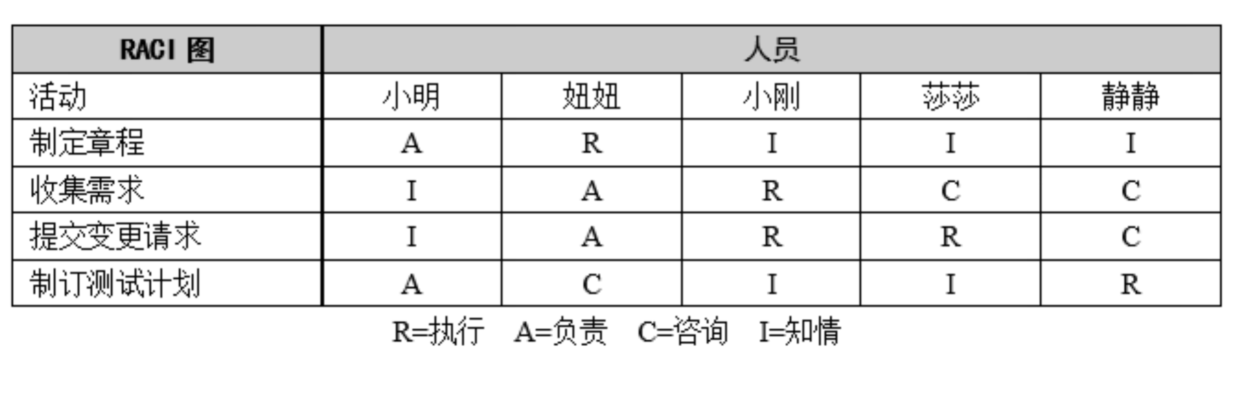 RACI 图 人员
活动 小明 妞妞 小刚 莎莎 静静
制定章程 A R I I I
收集需求 I A R C C
提交变更请求 I A R R C
制订测试计划 A C I I R
R=执行 A=负责 C=咨询 I=知情